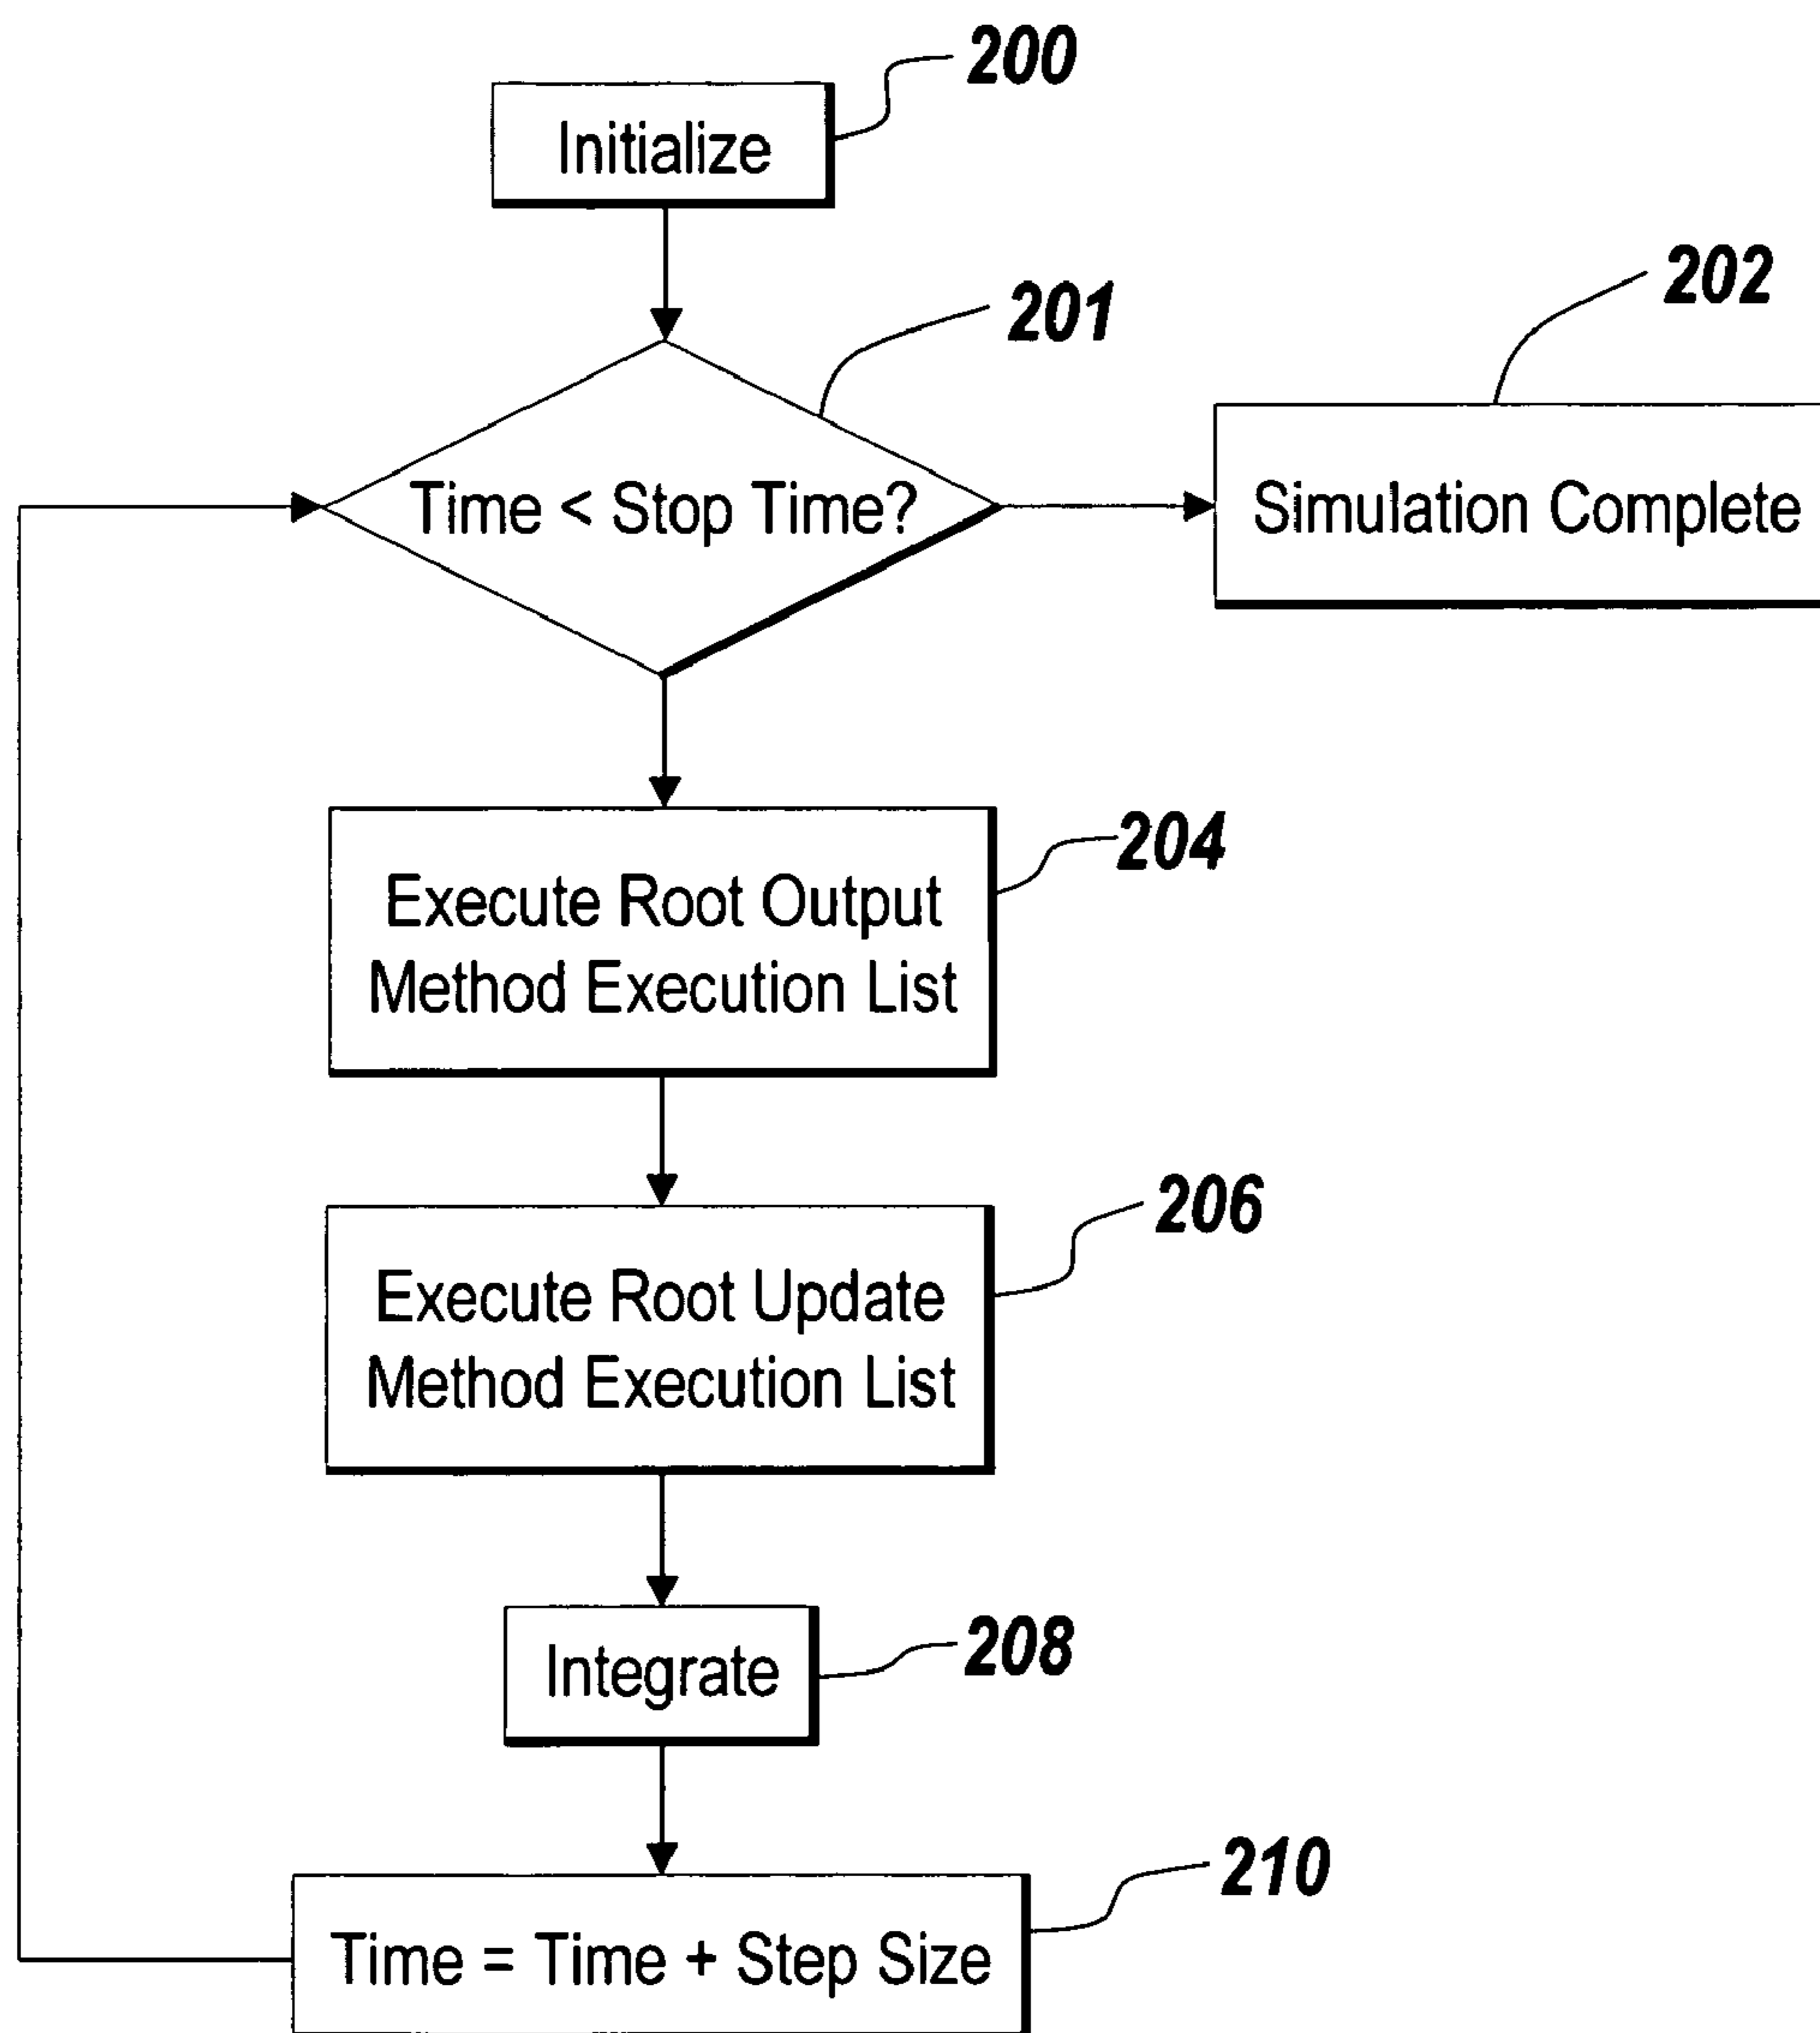 200
Initialize
201
202
Time < Stop Time?
Simulation Complete
204
Execute Root Output
Method Execution List
206
Execute Root Update
Method Execution List
208
Integrate
210
Time = Time + Step Size